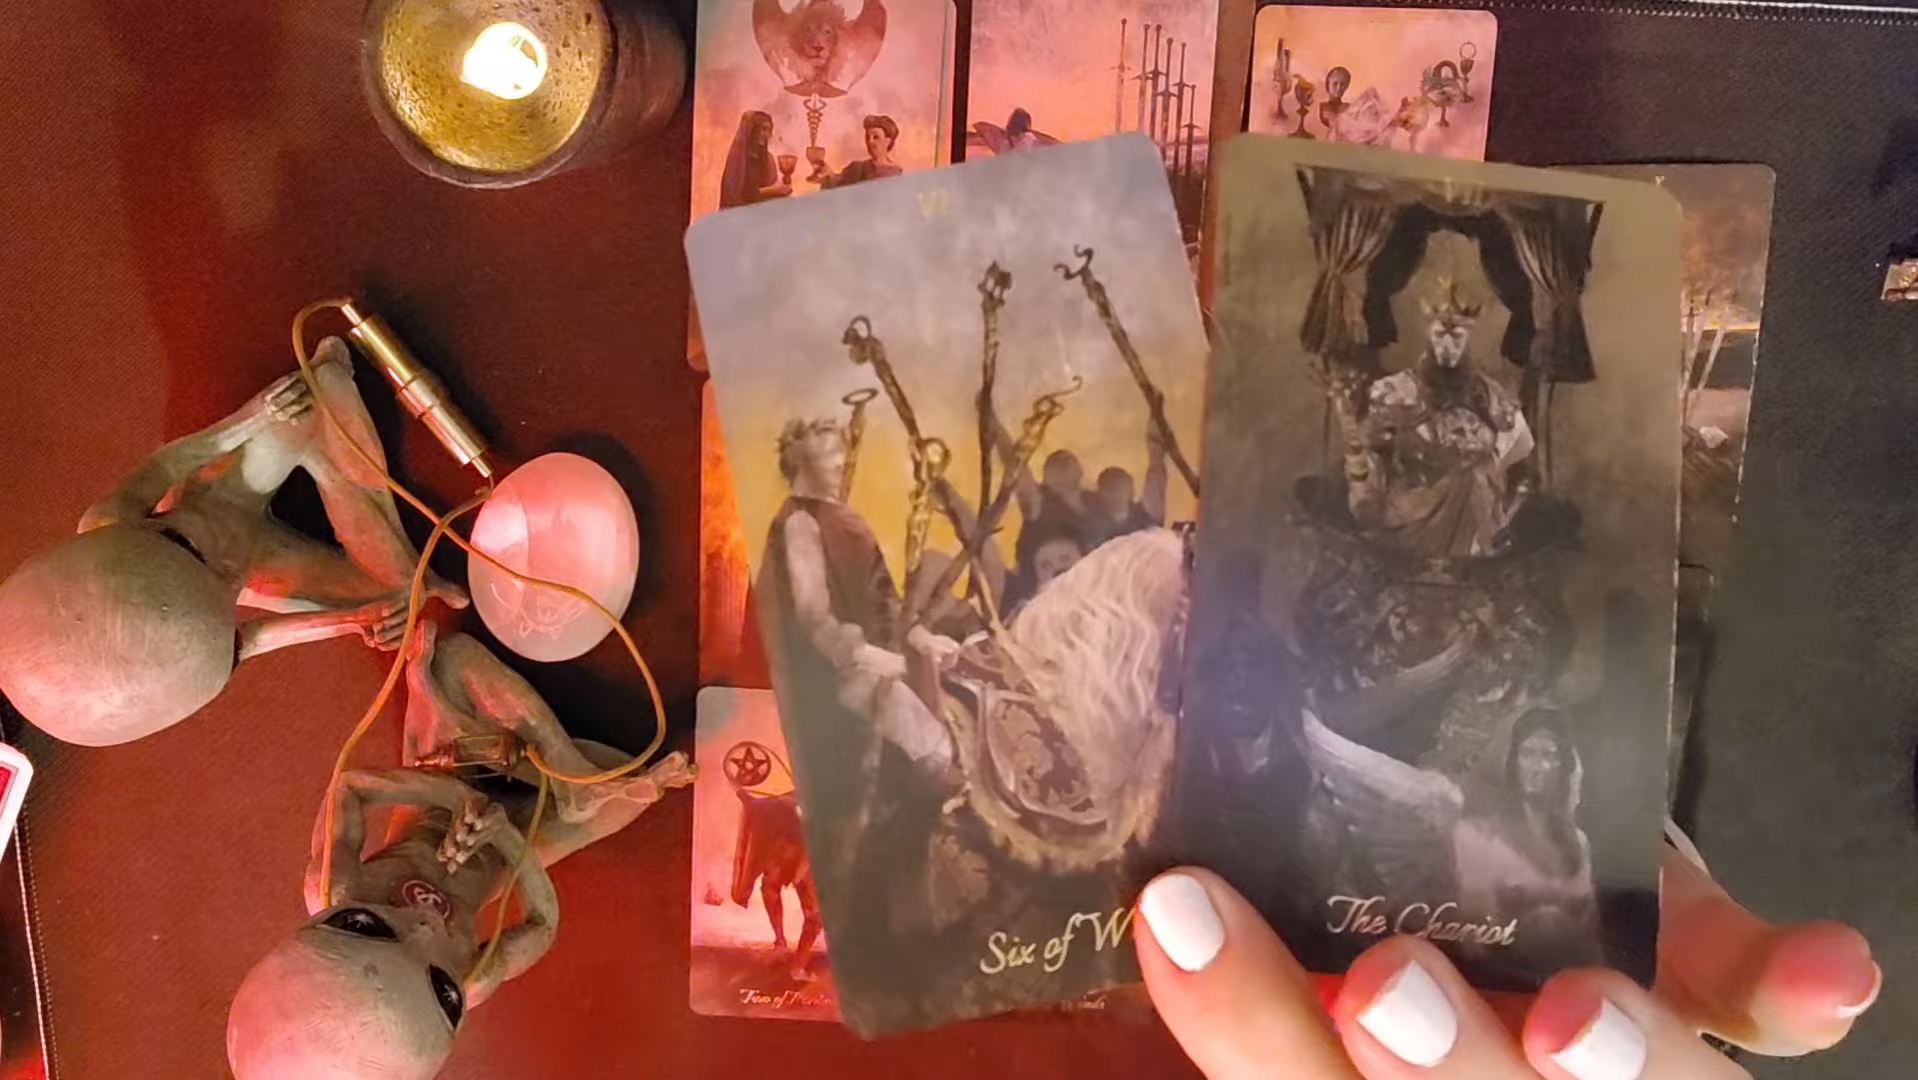 VI
VII
Six of W
The Chariot
Two of